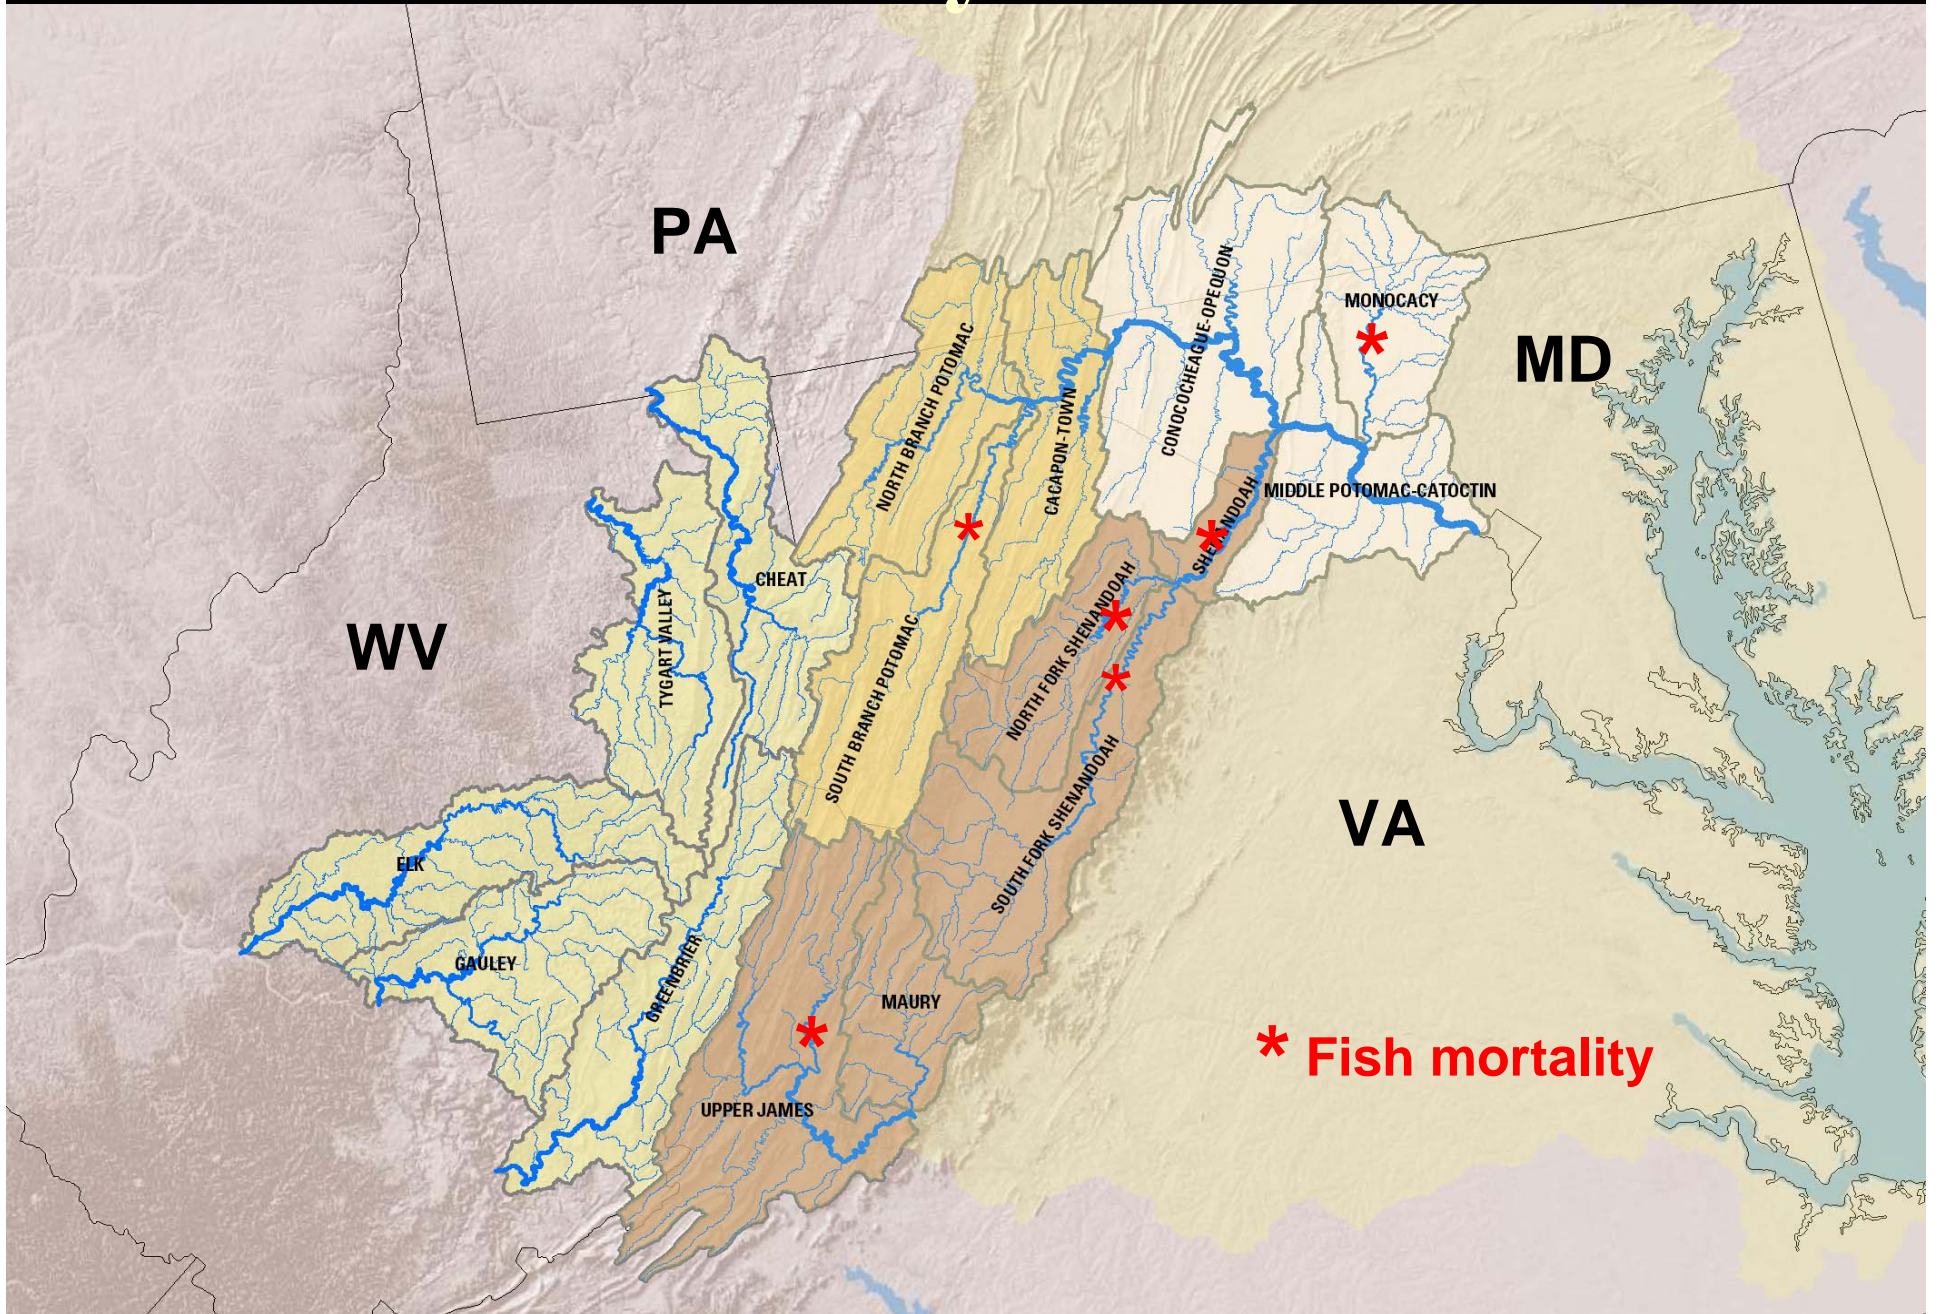 PA
MONOCACY
MD
NORTH BRANCH POTOMAC
CONOCOCHEAGUE-OPEQUON
CACAPON-TOWN
MIDDLE POTOMAC-CATOCTIN
SHENANDOAH
CHEAT
TYGART VALLEY
WV
NORTH FORK SHENANDOAH
SOUTH BRANCH POTOMAC
VA
SOUTH FORK SHENANDOAH
ELK
GAULEY
GREENBRIER
MAURY
* Fish mortality
UPPER JAMES